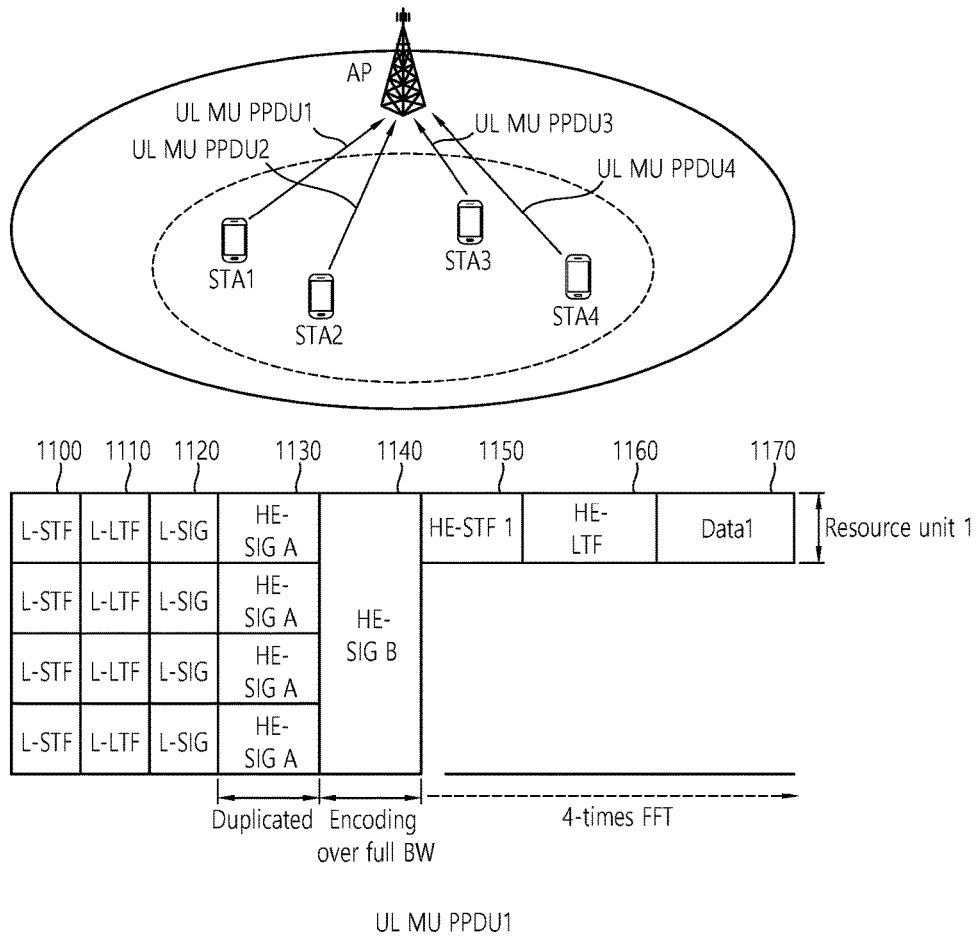 AP
UL MU PPDU1
UL MU PPDU2
UL MU PPDU3
UL MU PPDU4
STA1
STA2
STA3
STA4
1100 1110 1120 1130 1140 1150 1160 1170
L-STF L-LTF L-SIG HE-
SIG A
HE-STF 1 HE-
LTF
Data1 Resource unit 1
L-STF L-LTF L-SIG HE-
SIG A
HE-
SIG B
L-STF L-LTF L-SIG HE-
SIG A
L-STF L-LTF L-SIG HE-
SIG A
Duplicated Encoding
over full BW
4-times FFT
UL MU PPDU1